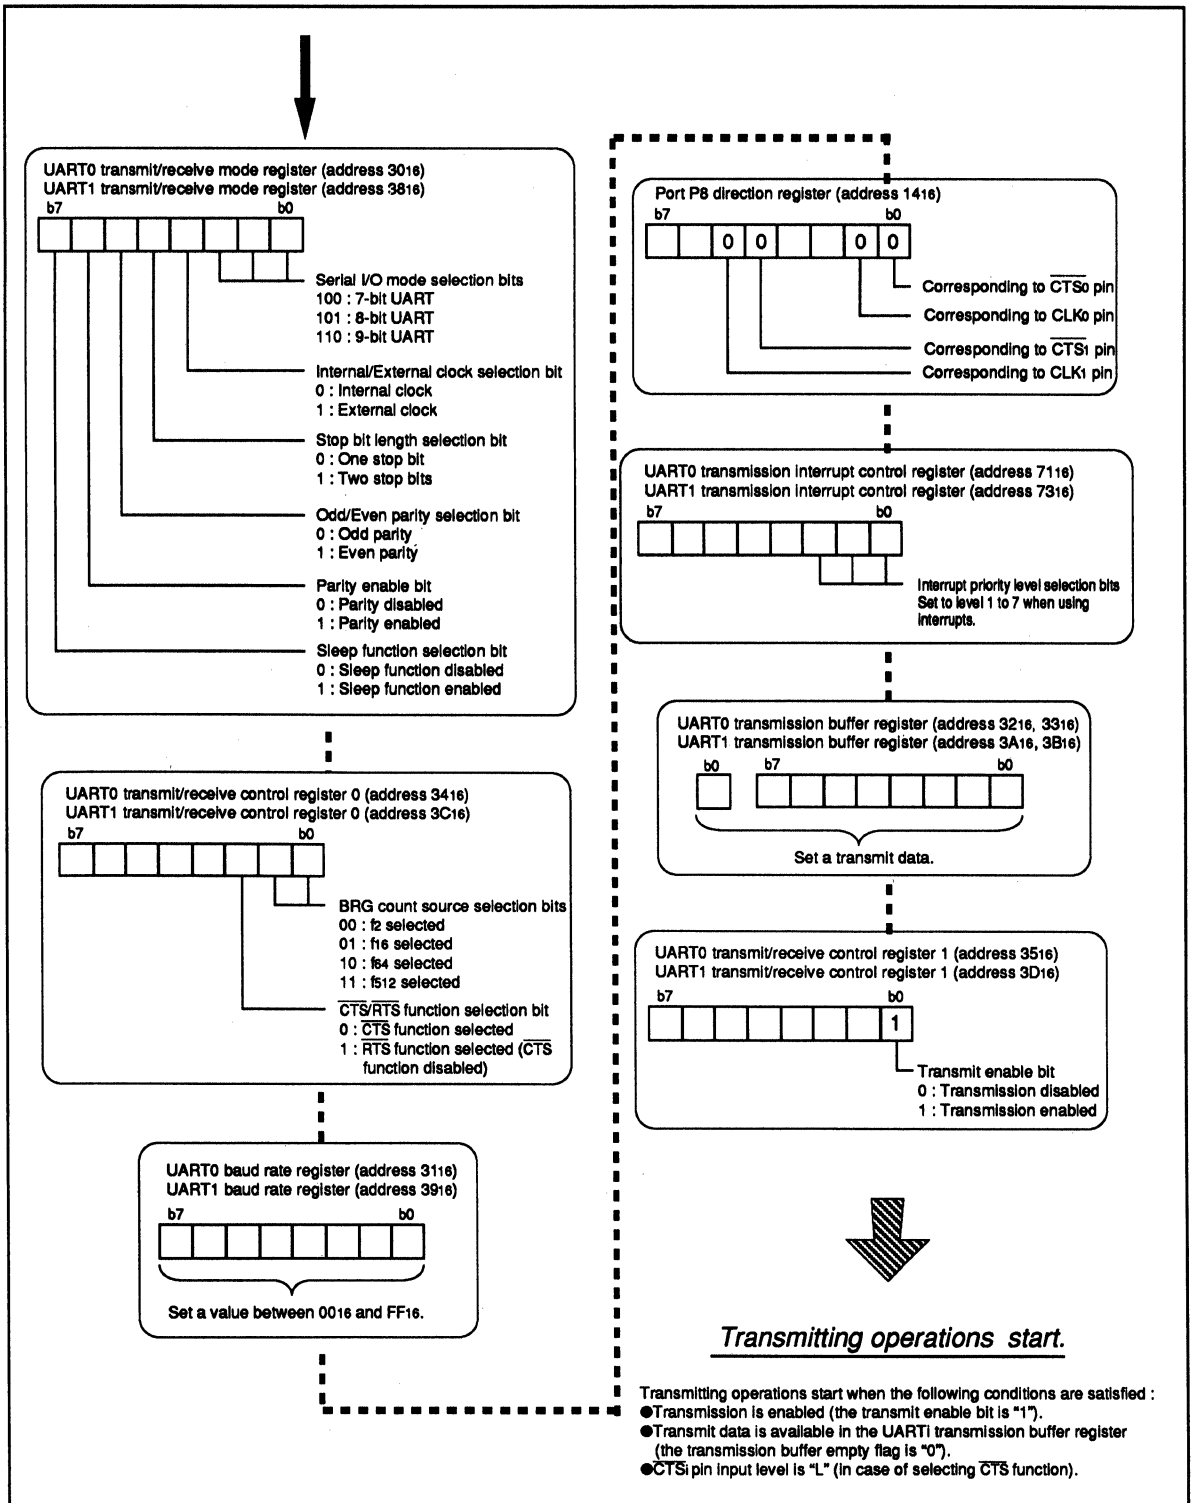 UART0 transmit/receive mode register (address 3016)
UART1 transmit/receive mode register (address 3816)
b7 b0
Serial I/O mode selection bits
100 : 7-bit UART
101 : 8-bit UART
110 : 9-bit UART
Internal/External clock selection bit
0 : Internal clock
1 : External clock
Stop bit length selection bit
0 : One stop bit
1 : Two stop bits
Odd/Even parity selection bit
0 : Odd parity
1 : Even parity
Parity enable bit
0 : Parity disabled
1 : Parity enabled
Sleep function selection bit
0 : Sleep function disabled
1 : Sleep function enabled
UART0 transmit/receive control register 0 (address 3416)
UART1 transmit/receive control register 0 (address 3C16)
b7 b0
BRG count source selection bits
00 : f2 selected
01 : f16 selected
10 : f64 selected
11 : f512 selected
CTS/RTS function selection bit
0 : CTS function selected
1 : RTS function selected (CTS
function disabled)
UART0 baud rate register (address 3116)
UART1 baud rate register (address 3916)
b7 b0
Set a value between 0016 and FF16.
Port P8 direction register (address 1416)
b7 b0
0 0 0 0
Corresponding to CTS0 pin
Corresponding to CLK0 pin
Corresponding to CTS1 pin
Corresponding to CLK1 pin
UART0 transmission interrupt control register (address 7116)
UART1 transmission interrupt control register (address 7316)
b7 b0
Interrupt priority level selection bits
Set to level 1 to 7 when using
interrupts.
UART0 transmission buffer register (address 3216, 3316)
UART1 transmission buffer register (address 3A16, 3B16)
b0 b7 b0
Set a transmit data.
UART0 transmit/receive control register 1 (address 3516)
UART1 transmit/receive control register 1 (address 3D16)
b7 b0
1
Transmit enable bit
0 : Transmission disabled
1 : Transmission enabled
Transmitting operations start.
Transmitting operations start when the following conditions are satisfied :
●Transmission is enabled (the transmit enable bit is "1").
●Transmit data is available in the UARTi transmission buffer register
(the transmission buffer empty flag is "0").
●CTSi pin input level is "L" (in case of selecting CTS function).